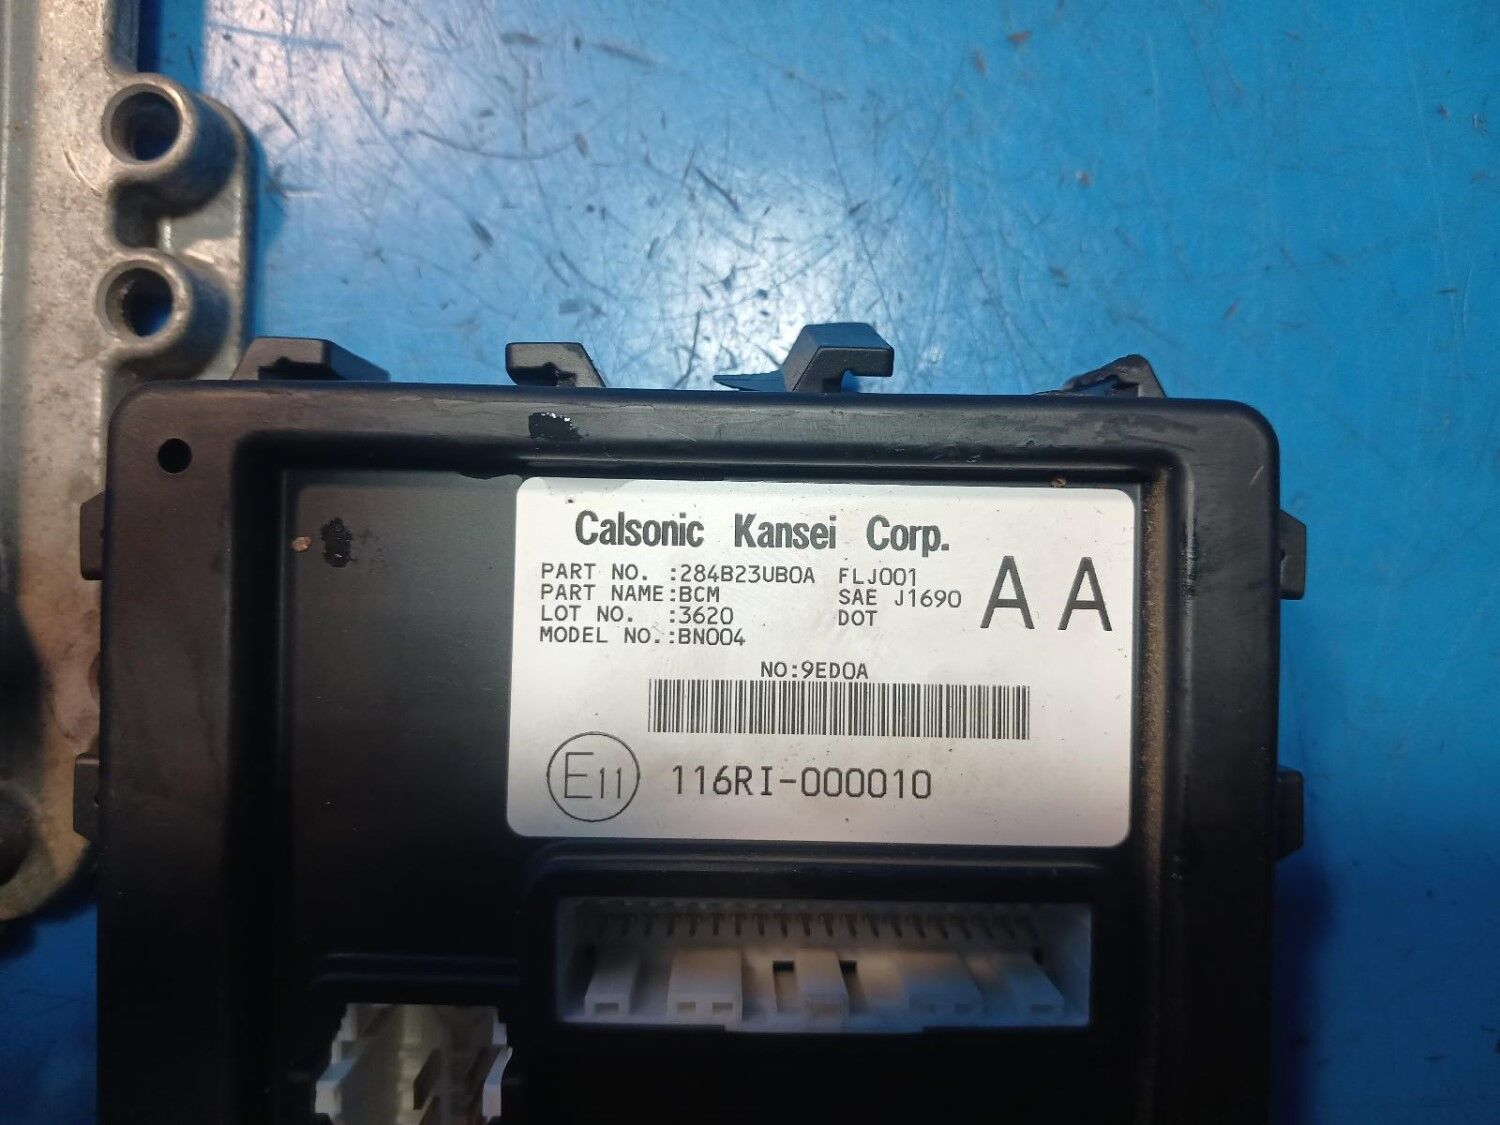 Calsonic Kansei Corp.
PART NO. :284B23UB0A FLJ001
PART NAME:BCM SAE J1690
LOT NO. :3620 DOT
MODEL NO.:BN004
AA
NO:9ED0A
E11 116RI-000010